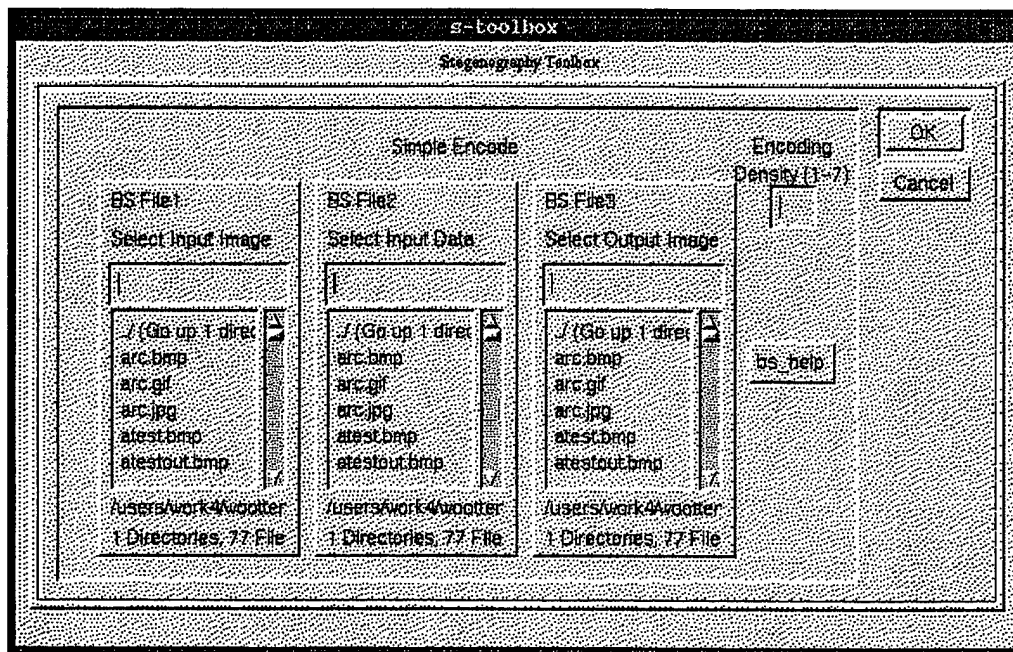 s-toolbox
Steganography Toolbox
Simple Encode
Encoding
Density (1-7)
OK
Cancel
BS File1
Select Input Image
./ (Go up 1 direc
arc.bmp
arc.gif
arc.jpg
atest.bmp
atestout.bmp
/users/work4/wootter
1 Directories, 77 File
BS File2
Select Input Data
./ (Go up 1 direc
arc.bmp
arc.gif
arc.jpg
atest.bmp
atestout.bmp
/users/work4/wootter
1 Directories, 77 File
BS File3
Select Output Image
./ (Go up 1 direc
arc.bmp
arc.gif
arc.jpg
atest.bmp
atestout.bmp
/users/work4/wootter
1 Directories, 77 File
bs_help